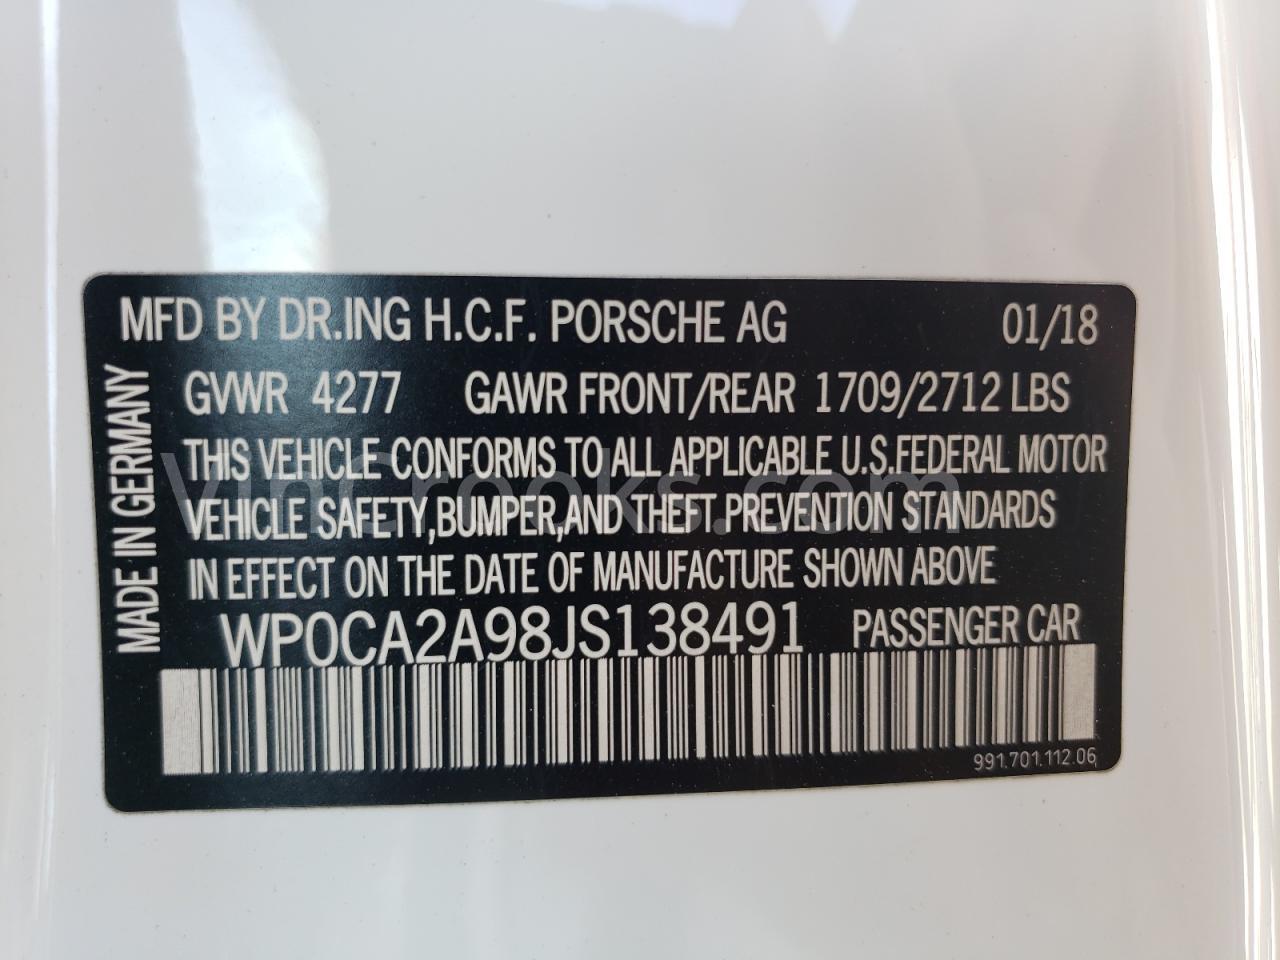 MFD BY DR.ING H.C.F. PORSCHE AG 01/18
GVWR 4277 GAWR FRONT/REAR 1709/2712 LBS
THIS VEHICLE CONFORMS TO ALL APPLICABLE U.S.FEDERAL MOTOR
VEHICLE SAFETY,BUMPER,AND THEFT PREVENTION STANDARDS
IN EFFECT ON THE DATE OF MANUFACTURE SHOWN ABOVE
WP0CA2A98JS138491 PASSENGER CAR
991.701.112.06
MADE IN GERMANY
VinCrooks.com